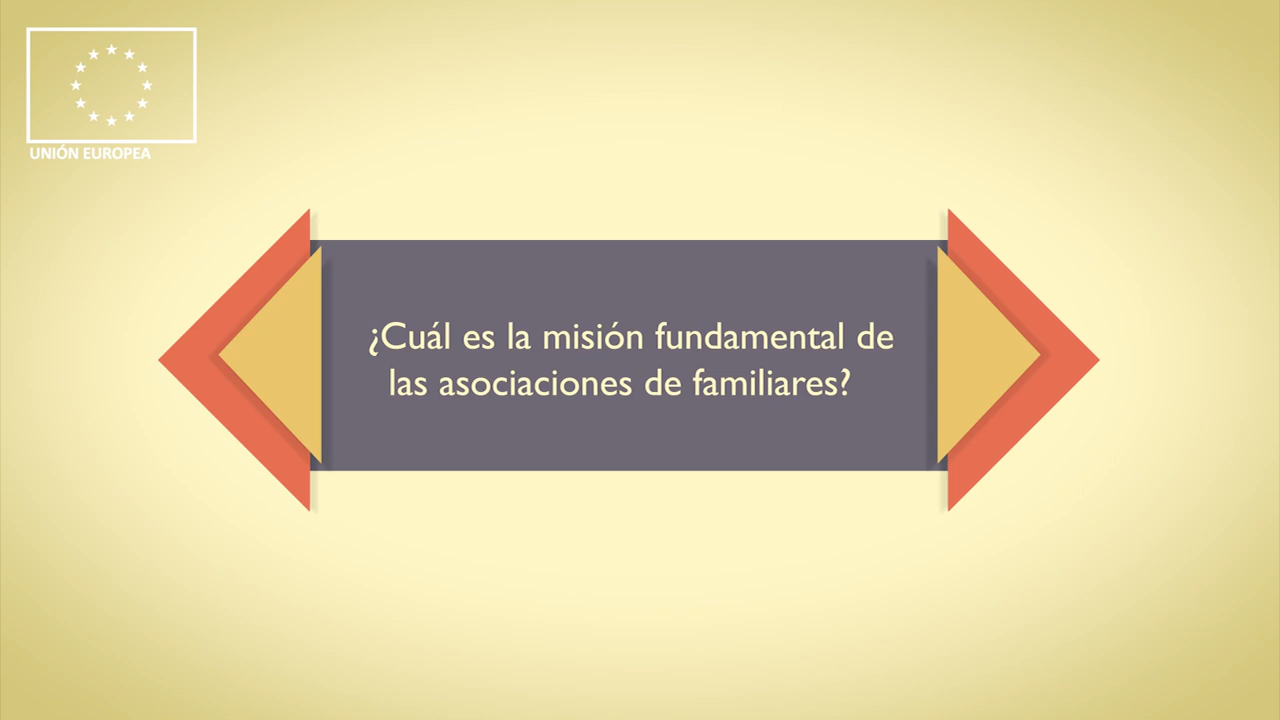 UNIÓN EUROPEA
¿Cuál es la misión fundamental de
las asociaciones de familiares?